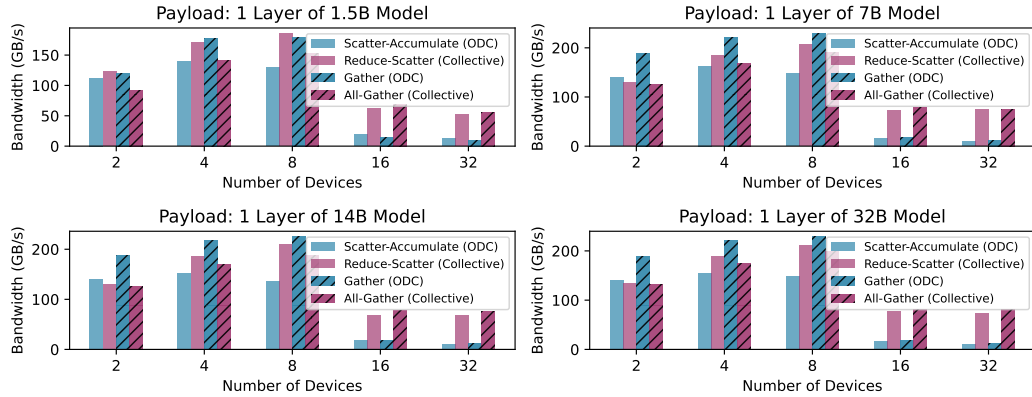 Payload: 1 Layer of 1.5B Model
Bandwidth (GB/s)
150
100
50
0
Scatter-Accumulate (ODC)
Reduce-Scatter (Collective)
Gather (ODC)
All-Gather (Collective)
2 4 8 16 32
Number of Devices
Payload: 1 Layer of 7B Model
Bandwidth (GB/s)
200
100
0
Scatter-Accumulate (ODC)
Reduce-Scatter (Collective)
Gather (ODC)
All-Gather (Collective)
2 4 8 16 32
Number of Devices
Payload: 1 Layer of 14B Model
Bandwidth (GB/s)
200
100
0
Scatter-Accumulate (ODC)
Reduce-Scatter (Collective)
Gather (ODC)
All-Gather (Collective)
2 4 8 16 32
Number of Devices
Payload: 1 Layer of 32B Model
Bandwidth (GB/s)
200
100
0
Scatter-Accumulate (ODC)
Reduce-Scatter (Collective)
Gather (ODC)
All-Gather (Collective)
2 4 8 16 32
Number of Devices